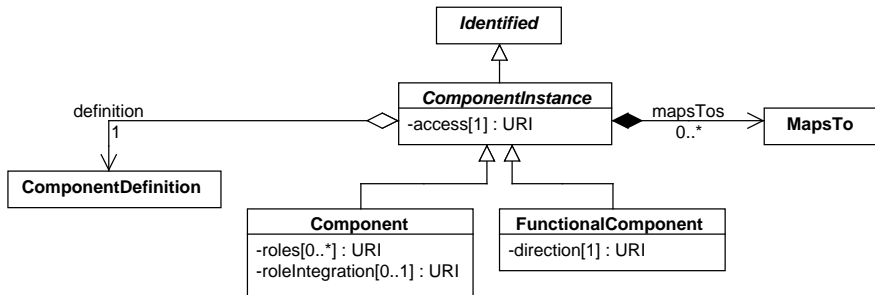 Identified
ComponentInstance
-access[1] : URI
definition
1
mapsTos
0..*
MapsTo
ComponentDefinition
Component
-roles[0..*] : URI
-roleIntegration[0..1] : URI
FunctionalComponent
-direction[1] : URI